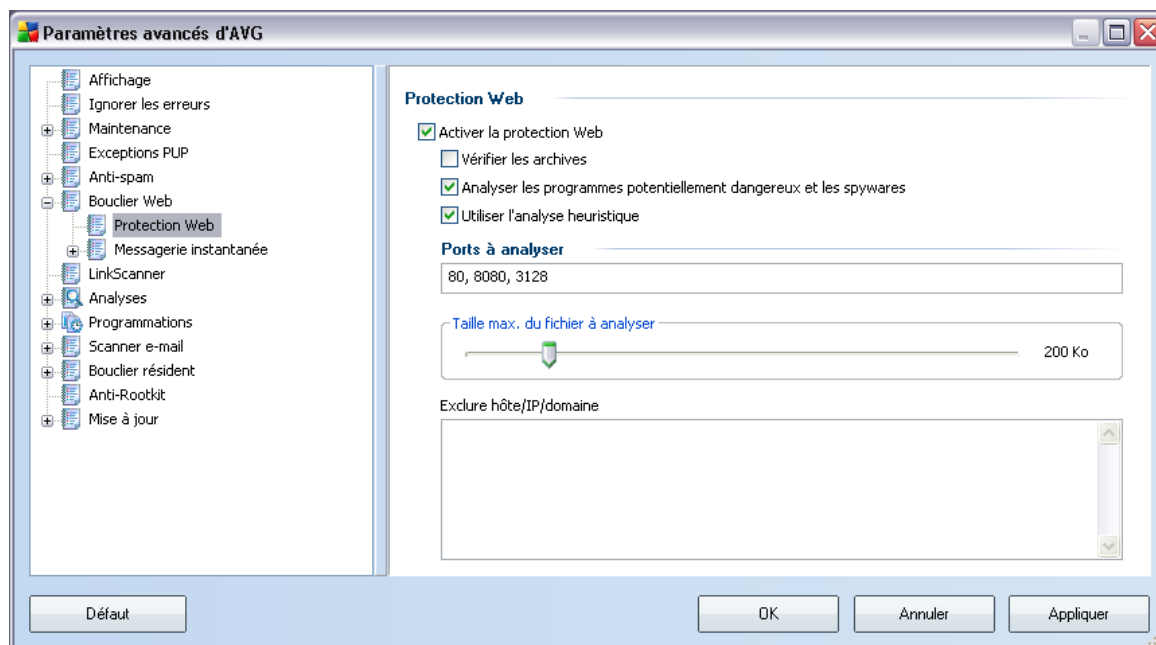 Paramètres avancés d'AVG
Affichage
Ignorer les erreurs
Maintenance
Exceptions PUP
Anti-spam
Bouclier Web
Protection Web
Messagerie instantanée
LinkScanner
Analyses
Programmations
Scanner e-mail
Bouclier résident
Anti-Rootkit
Mise à jour
Protection Web
Activer la protection Web
Vérifier les archives
Analyser les programmes potentiellement dangereux et les spywares
Utiliser l'analyse heuristique
Ports à analyser
80, 8080, 3128
Taille max. du fichier à analyser
200 Ko
Exclure hôte/IP/domaine
Défaut
OK
Annuler
Appliquer